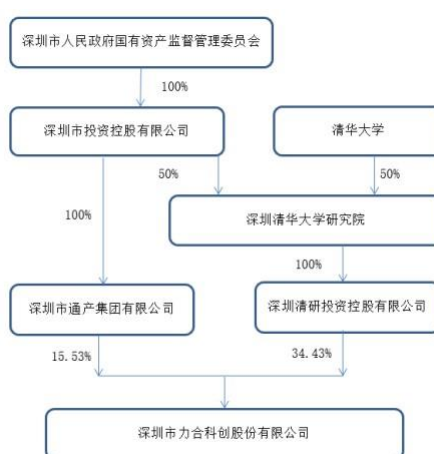 深圳市人民政府国有资产监督管理委员会
100%
深圳市投资控股有限公司
清华大学
50%
50%
100%
深圳清华大学研究院
100%
深圳市通产集团有限公司
深圳清研投资控股有限公司
15.53%
34.43%
深圳市力合科创股份有限公司